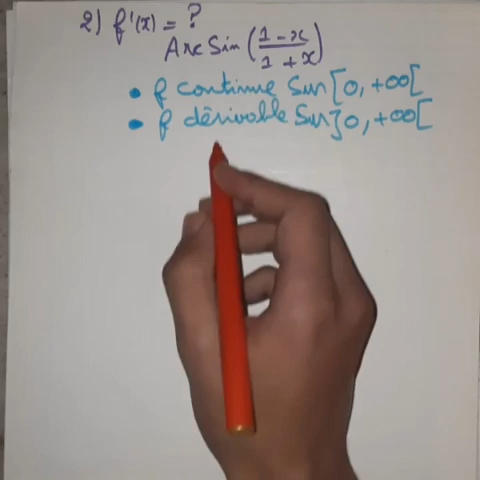 2) f'(x) = ?
Arc Sin (1-x/1+x)
• f continue Sur [0, +∞[
• f dérivable Sur ]0, +∞[